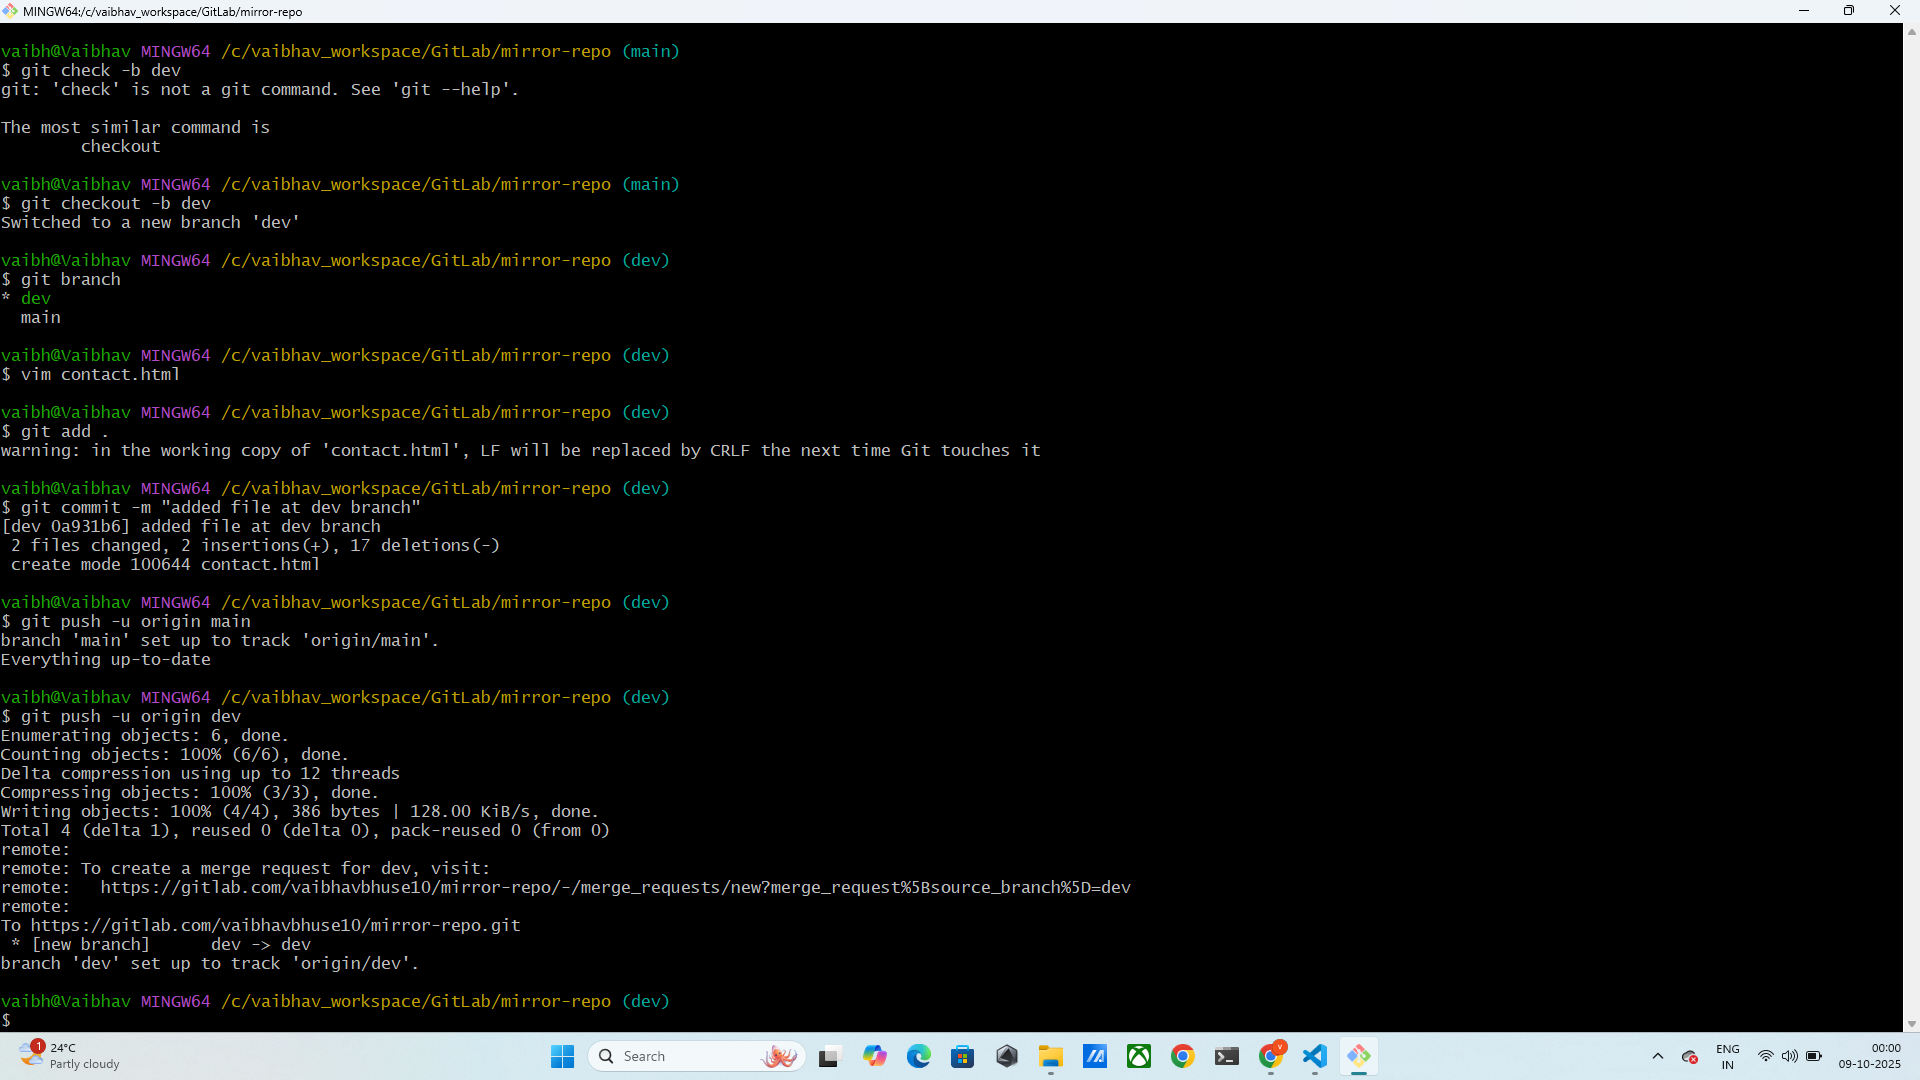 MINGW64:/c/vaibhav_workspace/GitLab/mirror-repo
vaibh@Vaibhav MINGW64 /c/vaibhav_workspace/GitLab/mirror-repo (main)
$ git check -b dev
git: 'check' is not a git command. See 'git --help'.
The most similar command is
checkout
vaibh@Vaibhav MINGW64 /c/vaibhav_workspace/GitLab/mirror-repo (main)
$ git checkout -b dev
Switched to a new branch 'dev'
vaibh@Vaibhav MINGW64 /c/vaibhav_workspace/GitLab/mirror-repo (dev)
$ git branch
* dev
main
vaibh@Vaibhav MINGW64 /c/vaibhav_workspace/GitLab/mirror-repo (dev)
$ vim contact.html
vaibh@Vaibhav MINGW64 /c/vaibhav_workspace/GitLab/mirror-repo (dev)
$ git add .
warning: in the working copy of 'contact.html', LF will be replaced by CRLF the next time Git touches it
vaibh@Vaibhav MINGW64 /c/vaibhav_workspace/GitLab/mirror-repo (dev)
$ git commit -m "added file at dev branch"
[dev 0a931b6] added file at dev branch
2 files changed, 2 insertions(+), 17 deletions(-)
create mode 100644 contact.html
vaibh@Vaibhav MINGW64 /c/vaibhav_workspace/GitLab/mirror-repo (dev)
$ git push -u origin main
branch 'main' set up to track 'origin/main'.
Everything up-to-date
vaibh@Vaibhav MINGW64 /c/vaibhav_workspace/GitLab/mirror-repo (dev)
$ git push -u origin dev
Enumerating objects: 6, done.
Counting objects: 100% (6/6), done.
Delta compression using up to 12 threads
Compressing objects: 100% (3/3), done.
Writing objects: 100% (4/4), 386 bytes | 128.00 KiB/s, done.
Total 4 (delta 1), reused 0 (delta 0), pack-reused 0 (from 0)
remote:
remote: To create a merge request for dev, visit:
remote:   https://gitlab.com/vaibhavbhuse10/mirror-repo/-/merge_requests/new?merge_request%5Bsource_branch%5D=dev
remote:
To https://gitlab.com/vaibhavbhuse10/mirror-repo.git
* [new branch]      dev -> dev
branch 'dev' set up to track 'origin/dev'.
vaibh@Vaibhav MINGW64 /c/vaibhav_workspace/GitLab/mirror-repo (dev)
$
1
24°C
Partly cloudy
Search
V
ENG
IN
00:00
09-10-2025